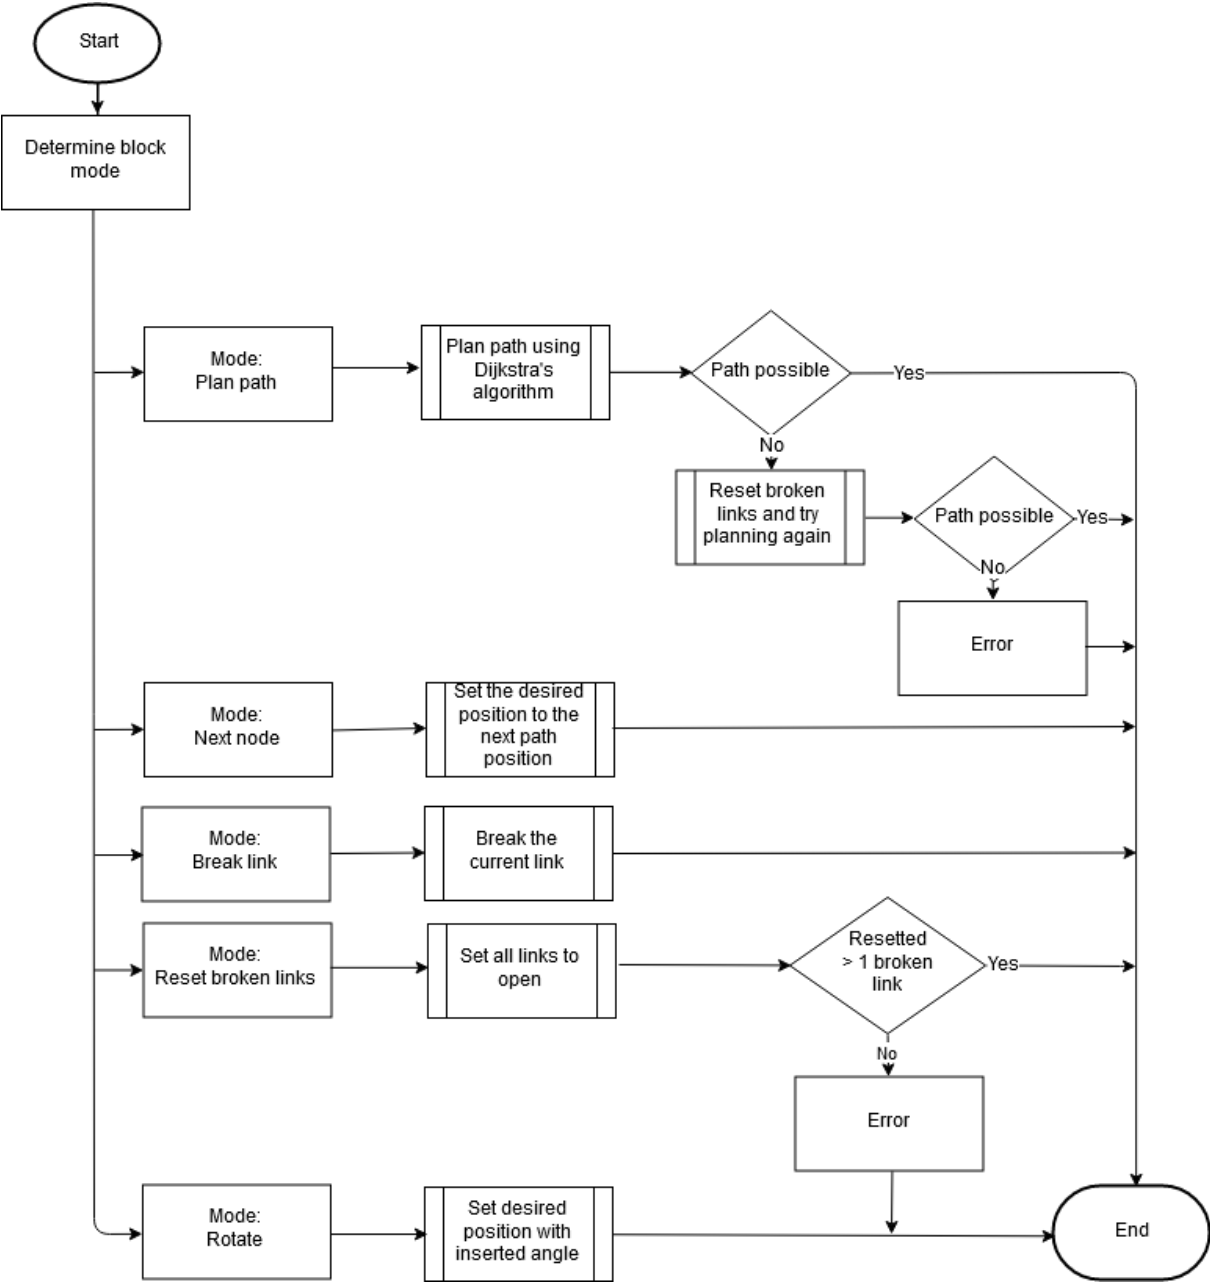 Start
Determine block
mode
Mode:
Plan path
Plan path using
Dijkstra's
algorithm
Path possible
Yes
No
Reset broken
links and try
planning again
Path possible
Yes
No
Error
Mode:
Next node
Set the desired
position to the
next path
position
Mode:
Break link
Break the
current link
Mode:
Reset broken links
Set all links to
open
Resetted
> 1 broken
link
Yes
No
Error
Mode:
Rotate
Set desired
position with
inserted angle
End